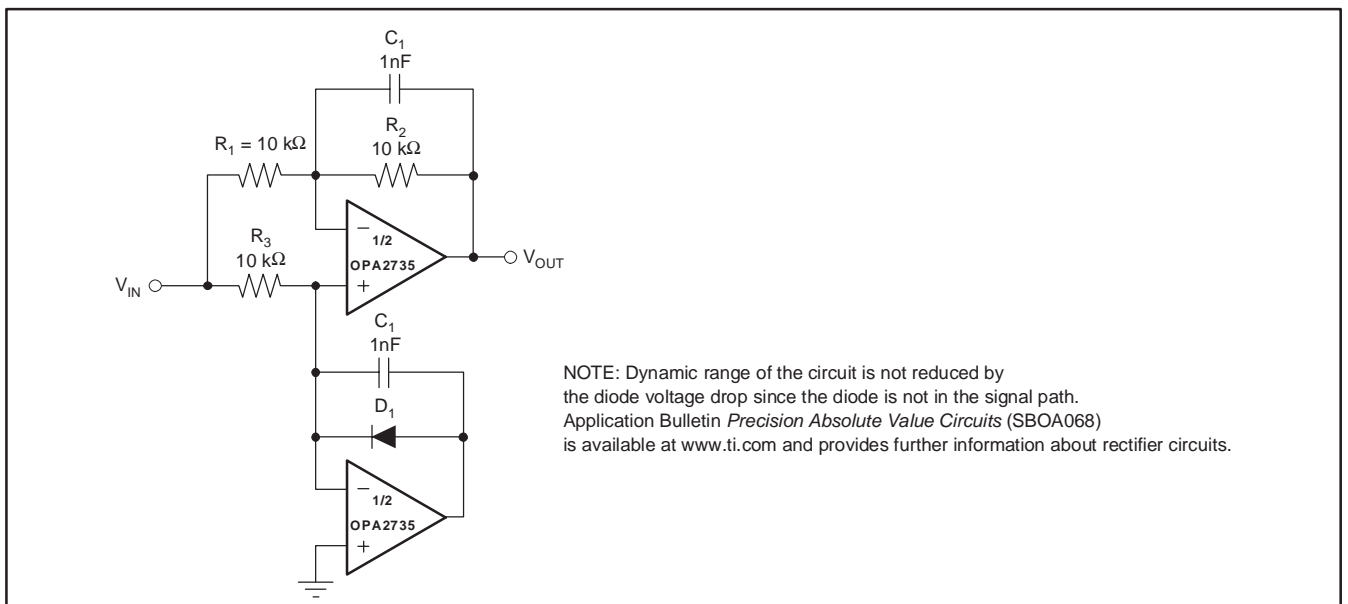 C1
1nF
R2
10 kΩ
R1 = 10 kΩ
R3
10 kΩ
1/2
OPA2735
VOUT
VIN
C1
1nF
D1
1/2
OPA2735
NOTE: Dynamic range of the circuit is not reduced by
the diode voltage drop since the diode is not in the signal path.
Application Bulletin Precision Absolute Value Circuits (SBOA068)
is available at www.ti.com and provides further information about rectifier circuits.